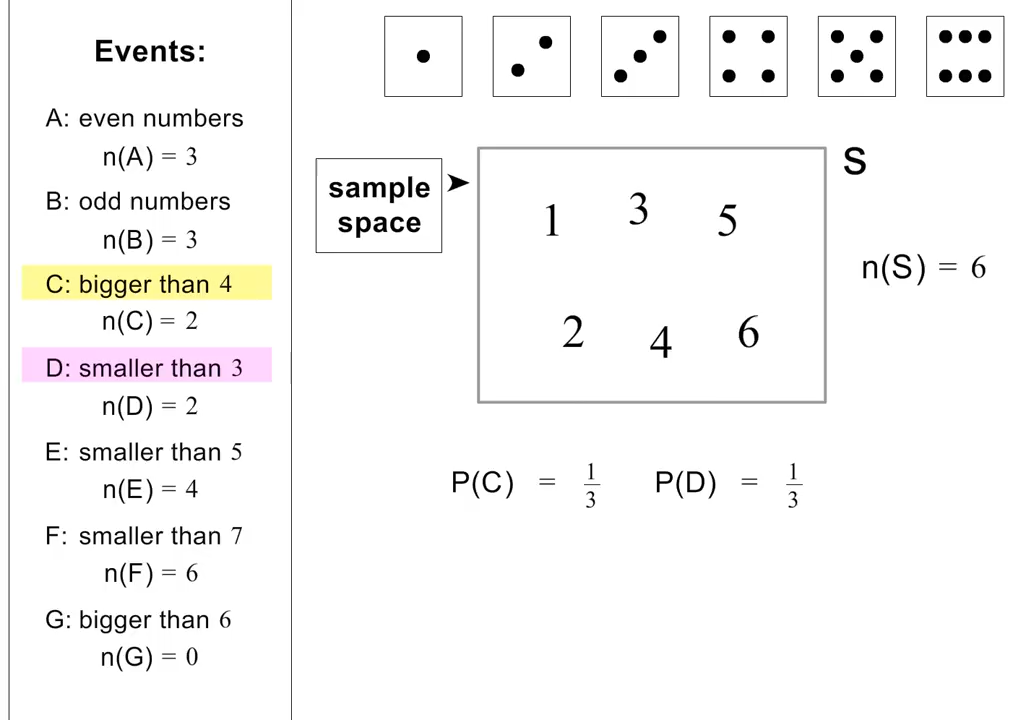 Events:
A: even numbers
n(A) = 3
B: odd numbers
n(B) = 3
C: bigger than 4
n(C) = 2
D: smaller than 3
n(D) = 2
E: smaller than 5
n(E) = 4
F: smaller than 7
n(F) = 6
G: bigger than 6
n(G) = 0
sample
space
S
1 3 5
2 4 6
n(S) = 6
P(C) = 1/3 P(D) = 1/3